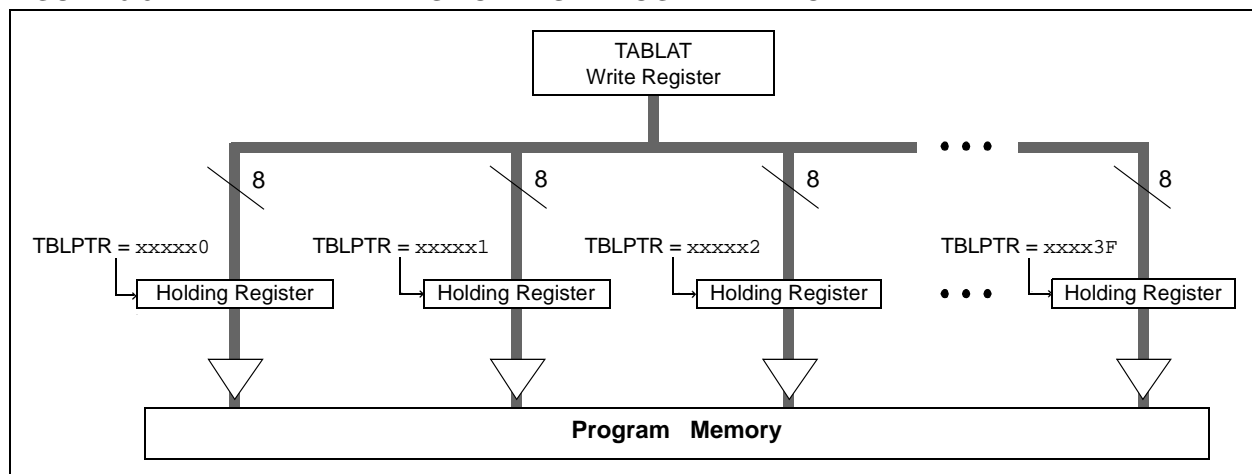 TABLAT
Write Register
8
8
8
8
TBLPTR = xxxxx0
TBLPTR = xxxxx1
TBLPTR = xxxxx2
TBLPTR = xxxx3F
Holding Register
Holding Register
Holding Register
Holding Register
Program Memory